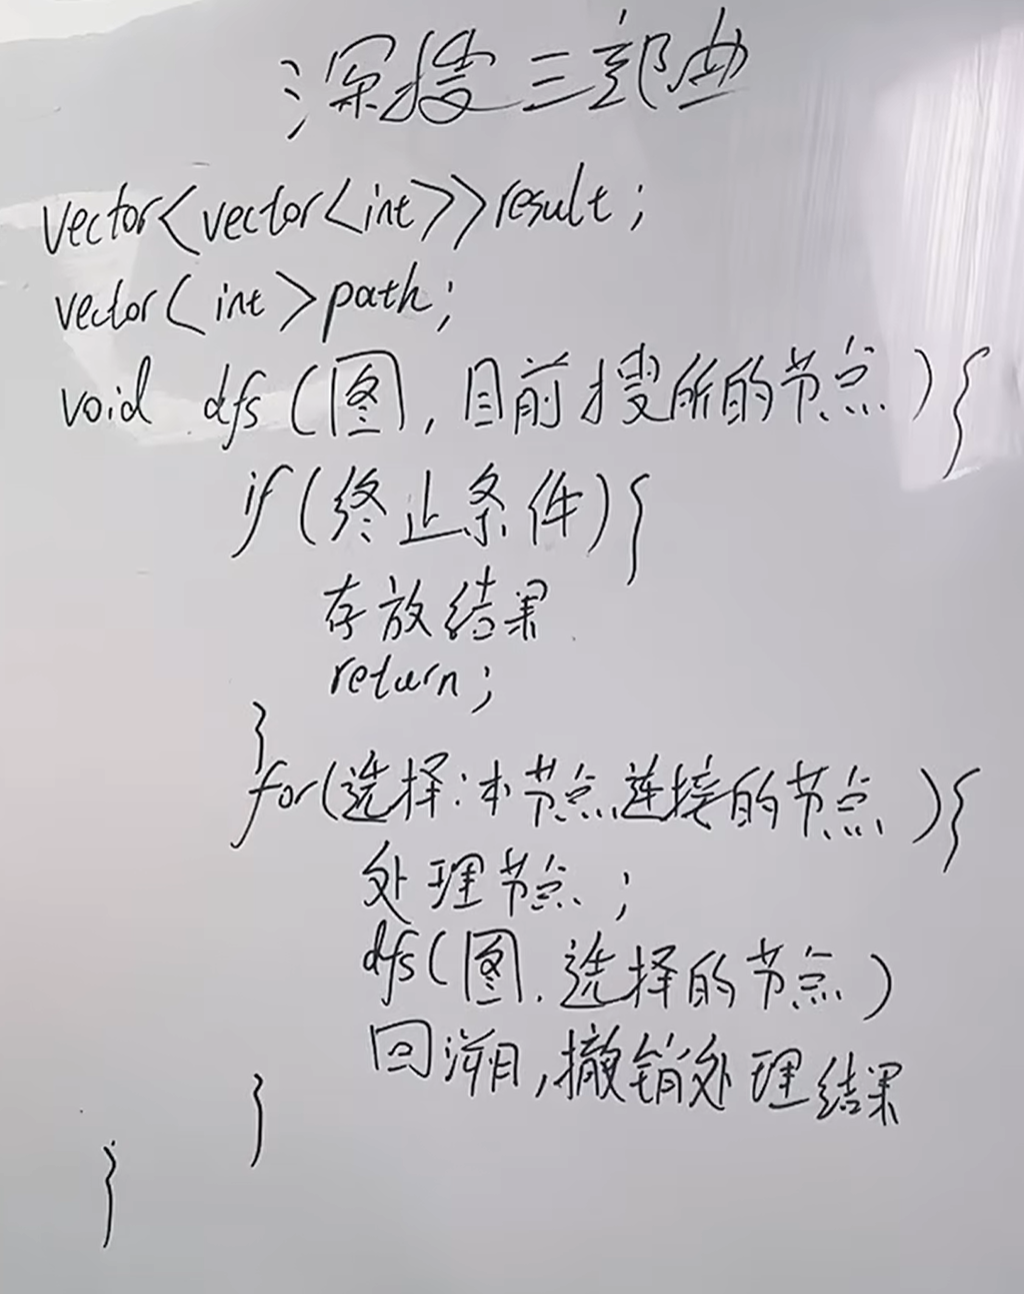 深搜三部曲
vector<vector<int>>result;
vector<int>path;
void dfs(图,目前搜所的节点){
if(终止条件){
存放结果
return;
}
for(选择:本节点连接的节点){
处理节点;
dfs(图.选择的节点)
回溯,撤销处理结果
}
}